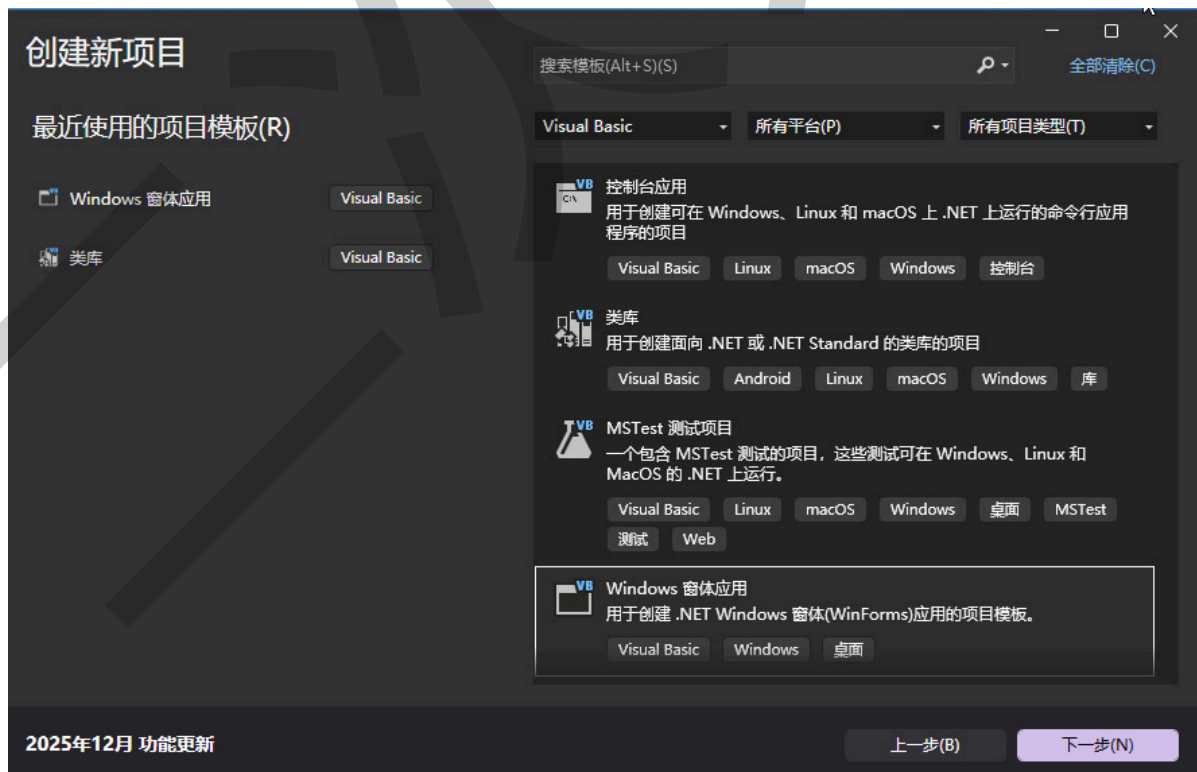 创建新项目
搜索模板(Alt+S)(S)
全部清除(C)
最近使用的项目模板(R)
Windows 窗体应用
Visual Basic
类库
Visual Basic
Visual Basic
所有平台(P)
所有项目类型(T)
VB
C:\
控制台应用
用于创建可在 Windows、Linux 和 macOS 上 .NET 上运行的命令行应用
程序的项目
Visual Basic Linux macOS Windows 控制台
VB
类库
用于创建面向 .NET 或 .NET Standard 的类库的项目
Visual Basic Android Linux macOS Windows 库
VB
MSTest 测试项目
一个包含 MSTest 测试的项目，这些测试可在 Windows、Linux 和
MacOS 的 .NET 上运行。
Visual Basic Linux macOS Windows 桌面 MSTest
测试 Web
VB
Windows 窗体应用
用于创建 .NET Windows 窗体(WinForms)应用的项目模板。
Visual Basic Windows 桌面
2025年12月 功能更新
上一步(B)
下一步(N)